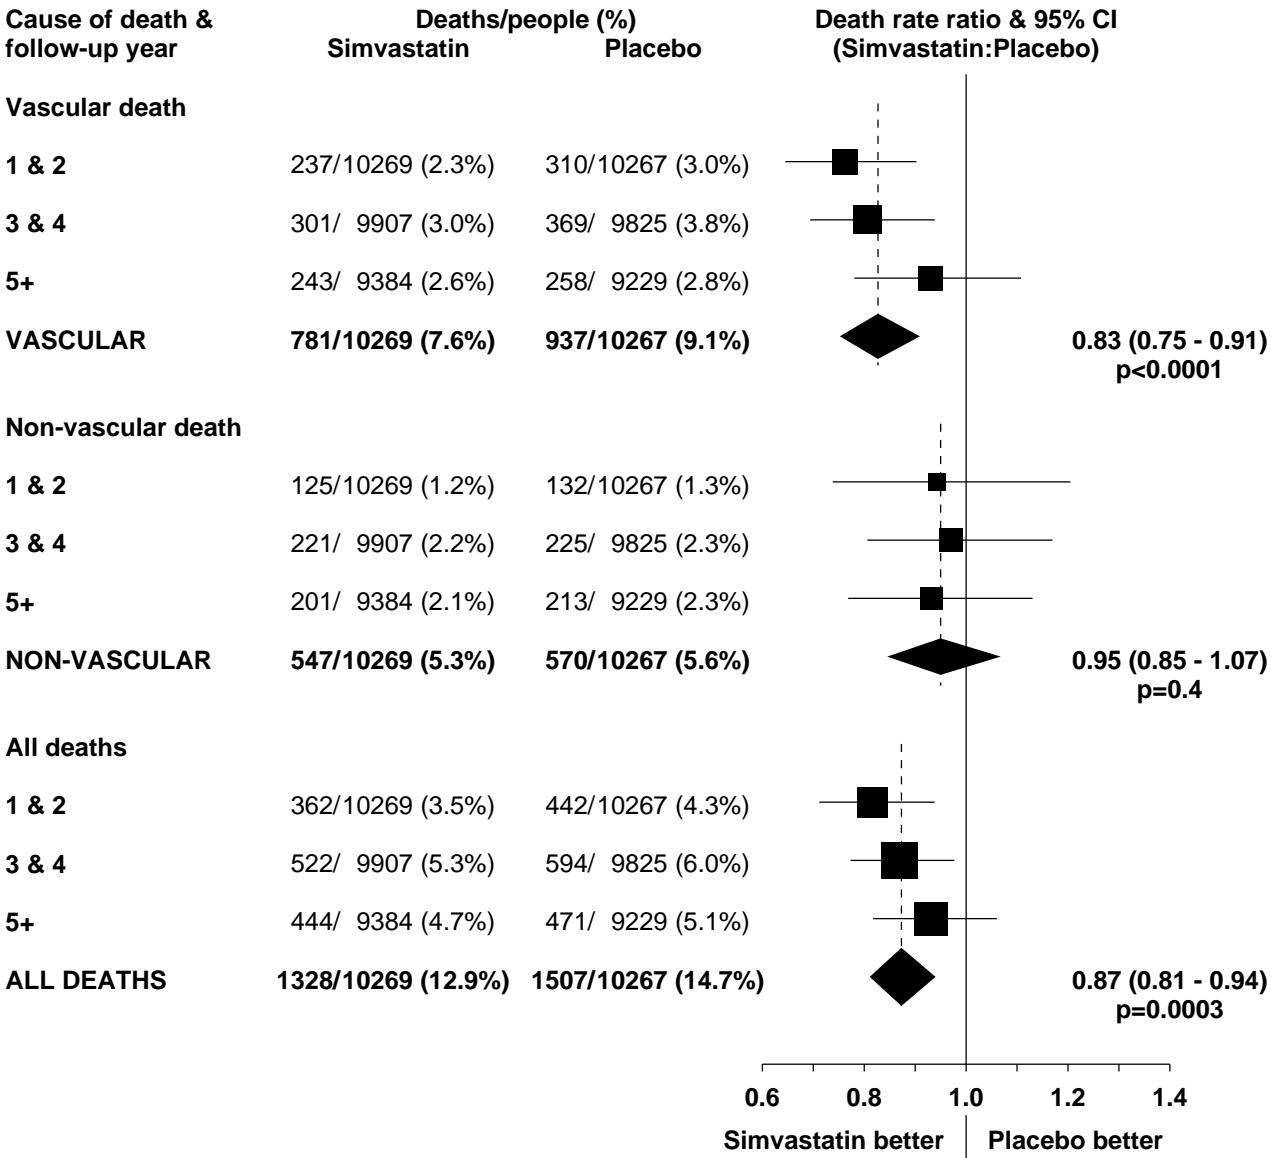 Cause of death & Deaths/people (%) Death rate ratio & 95% CI
follow-up year Simvastatin Placebo (Simvastatin:Placebo)
Vascular death
1 & 2 237/10269 (2.3%) 310/10267 (3.0%)
3 & 4 301/ 9907 (3.0%) 369/ 9825 (3.8%)
5+ 243/ 9384 (2.6%) 258/ 9229 (2.8%)
VASCULAR 781/10269 (7.6%) 937/10267 (9.1%) 0.83 (0.75 - 0.91)
p<0.0001
Non-vascular death
1 & 2 125/10269 (1.2%) 132/10267 (1.3%)
3 & 4 221/ 9907 (2.2%) 225/ 9825 (2.3%)
5+ 201/ 9384 (2.1%) 213/ 9229 (2.3%)
NON-VASCULAR 547/10269 (5.3%) 570/10267 (5.6%) 0.95 (0.85 - 1.07)
p=0.4
All deaths
1 & 2 362/10269 (3.5%) 442/10267 (4.3%)
3 & 4 522/ 9907 (5.3%) 594/ 9825 (6.0%)
5+ 444/ 9384 (4.7%) 471/ 9229 (5.1%)
ALL DEATHS 1328/10269 (12.9%) 1507/10267 (14.7%) 0.87 (0.81 - 0.94)
p=0.0003
0.6 0.8 1.0 1.2 1.4
Simvastatin better Placebo better